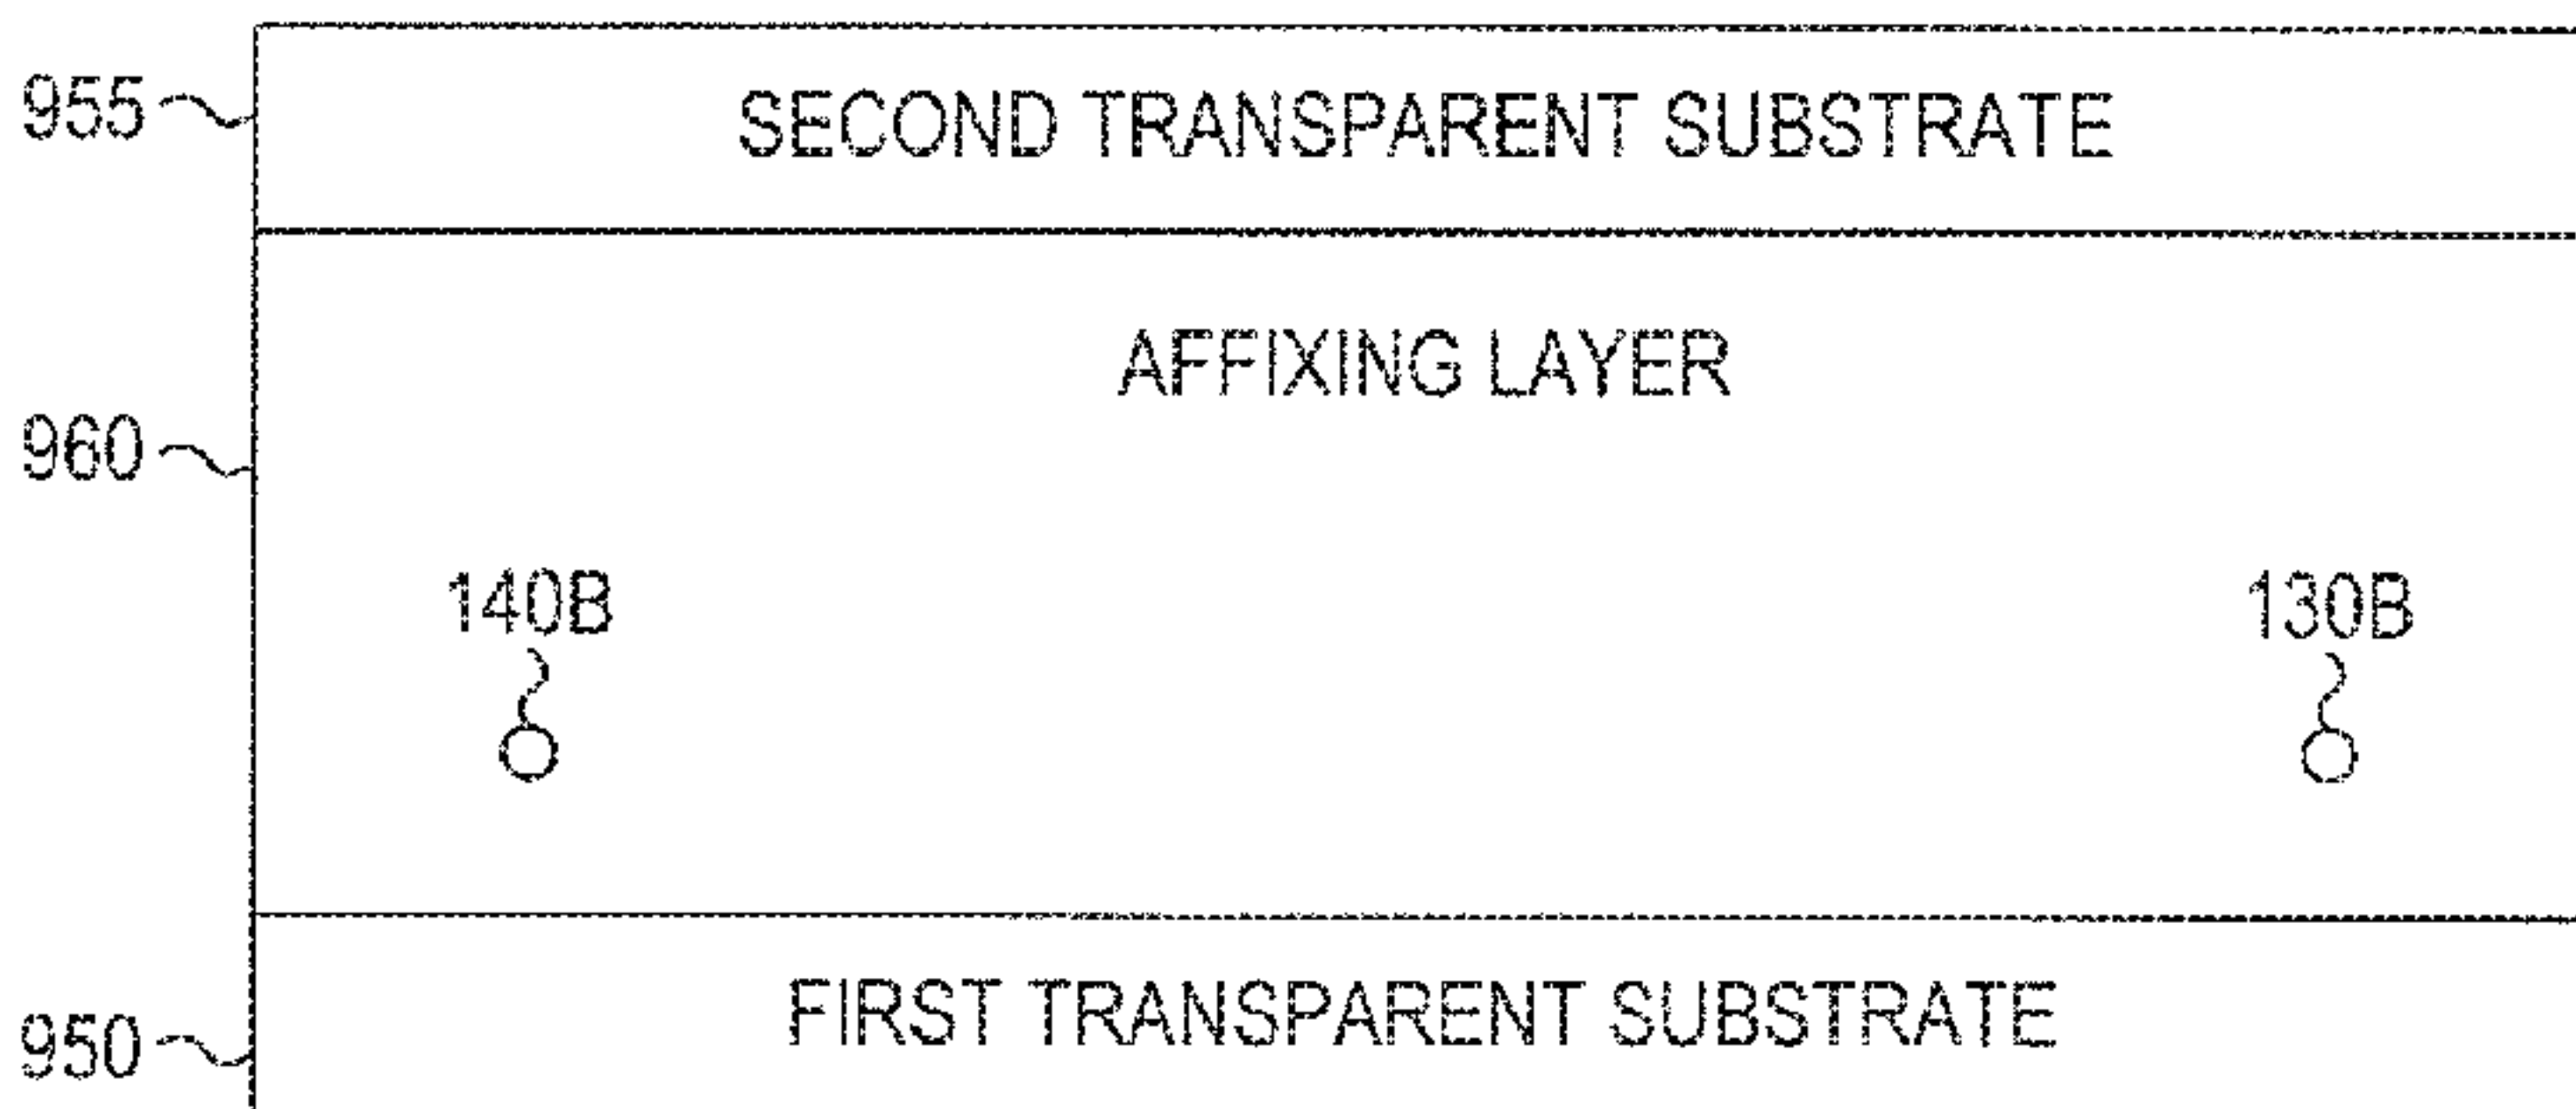 955
SECOND TRANSPARENT SUBSTRATE
AFFIXING LAYER
960
140B
130B
FIRST TRANSPARENT SUBSTRATE
950